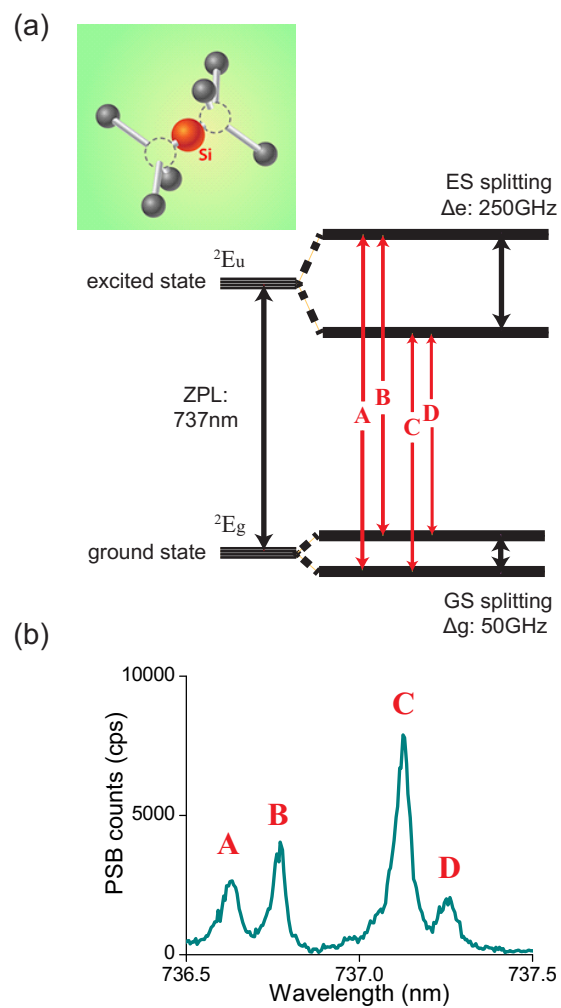 (a)
Si
ES splitting
Δe: 250GHz
²Eu
excited state
ZPL:
737nm
A
B
C
D
²Eg
ground state
GS splitting
Δg: 50GHz
(b)
10000
5000
0
PSB counts (cps)
A
B
C
D
736.5
737.0
737.5
Wavelength (nm)